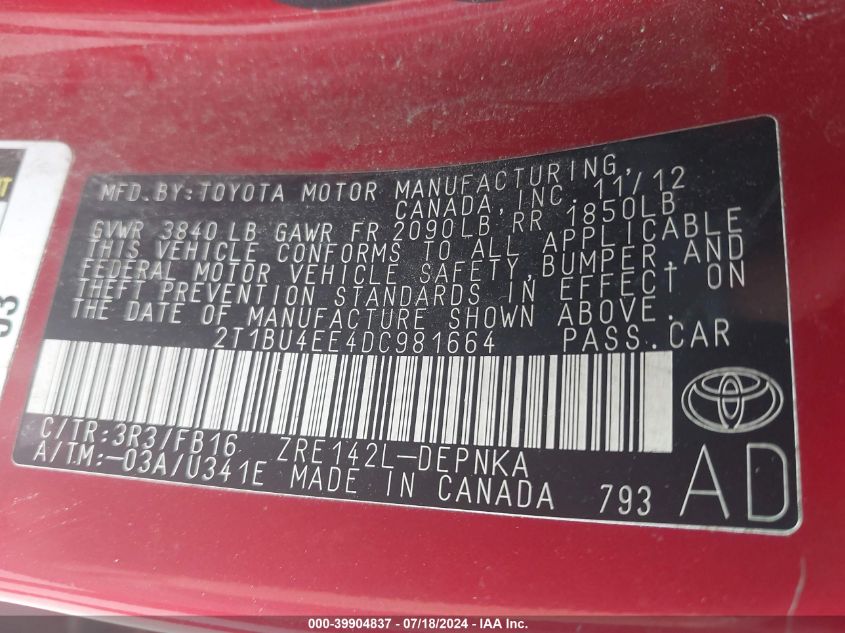 MFD.BY:TOYOTA MOTOR MANUFACTURING,
CANADA, INC. 11/12
GVWR 3840 LB GAWR FR 2090LB RR 1850LB
THIS VEHICLE CONFORMS TO ALL APPLICABLE
FEDERAL MOTOR VEHICLE SAFETY, BUMPER, AND
THEFT PREVENTION STANDARDS IN EFFECT ON
THE DATE OF MANUFACTURE SHOWN ABOVE.
2T1BU4EE4DC981664 PASS.CAR
C/TR:3R3/FB16 ZRE142L-DEPNKA
A/TM:-03A/U341E MADE IN CANADA 793
AD
000-39904837 - 07/18/2024 - IAA Inc.